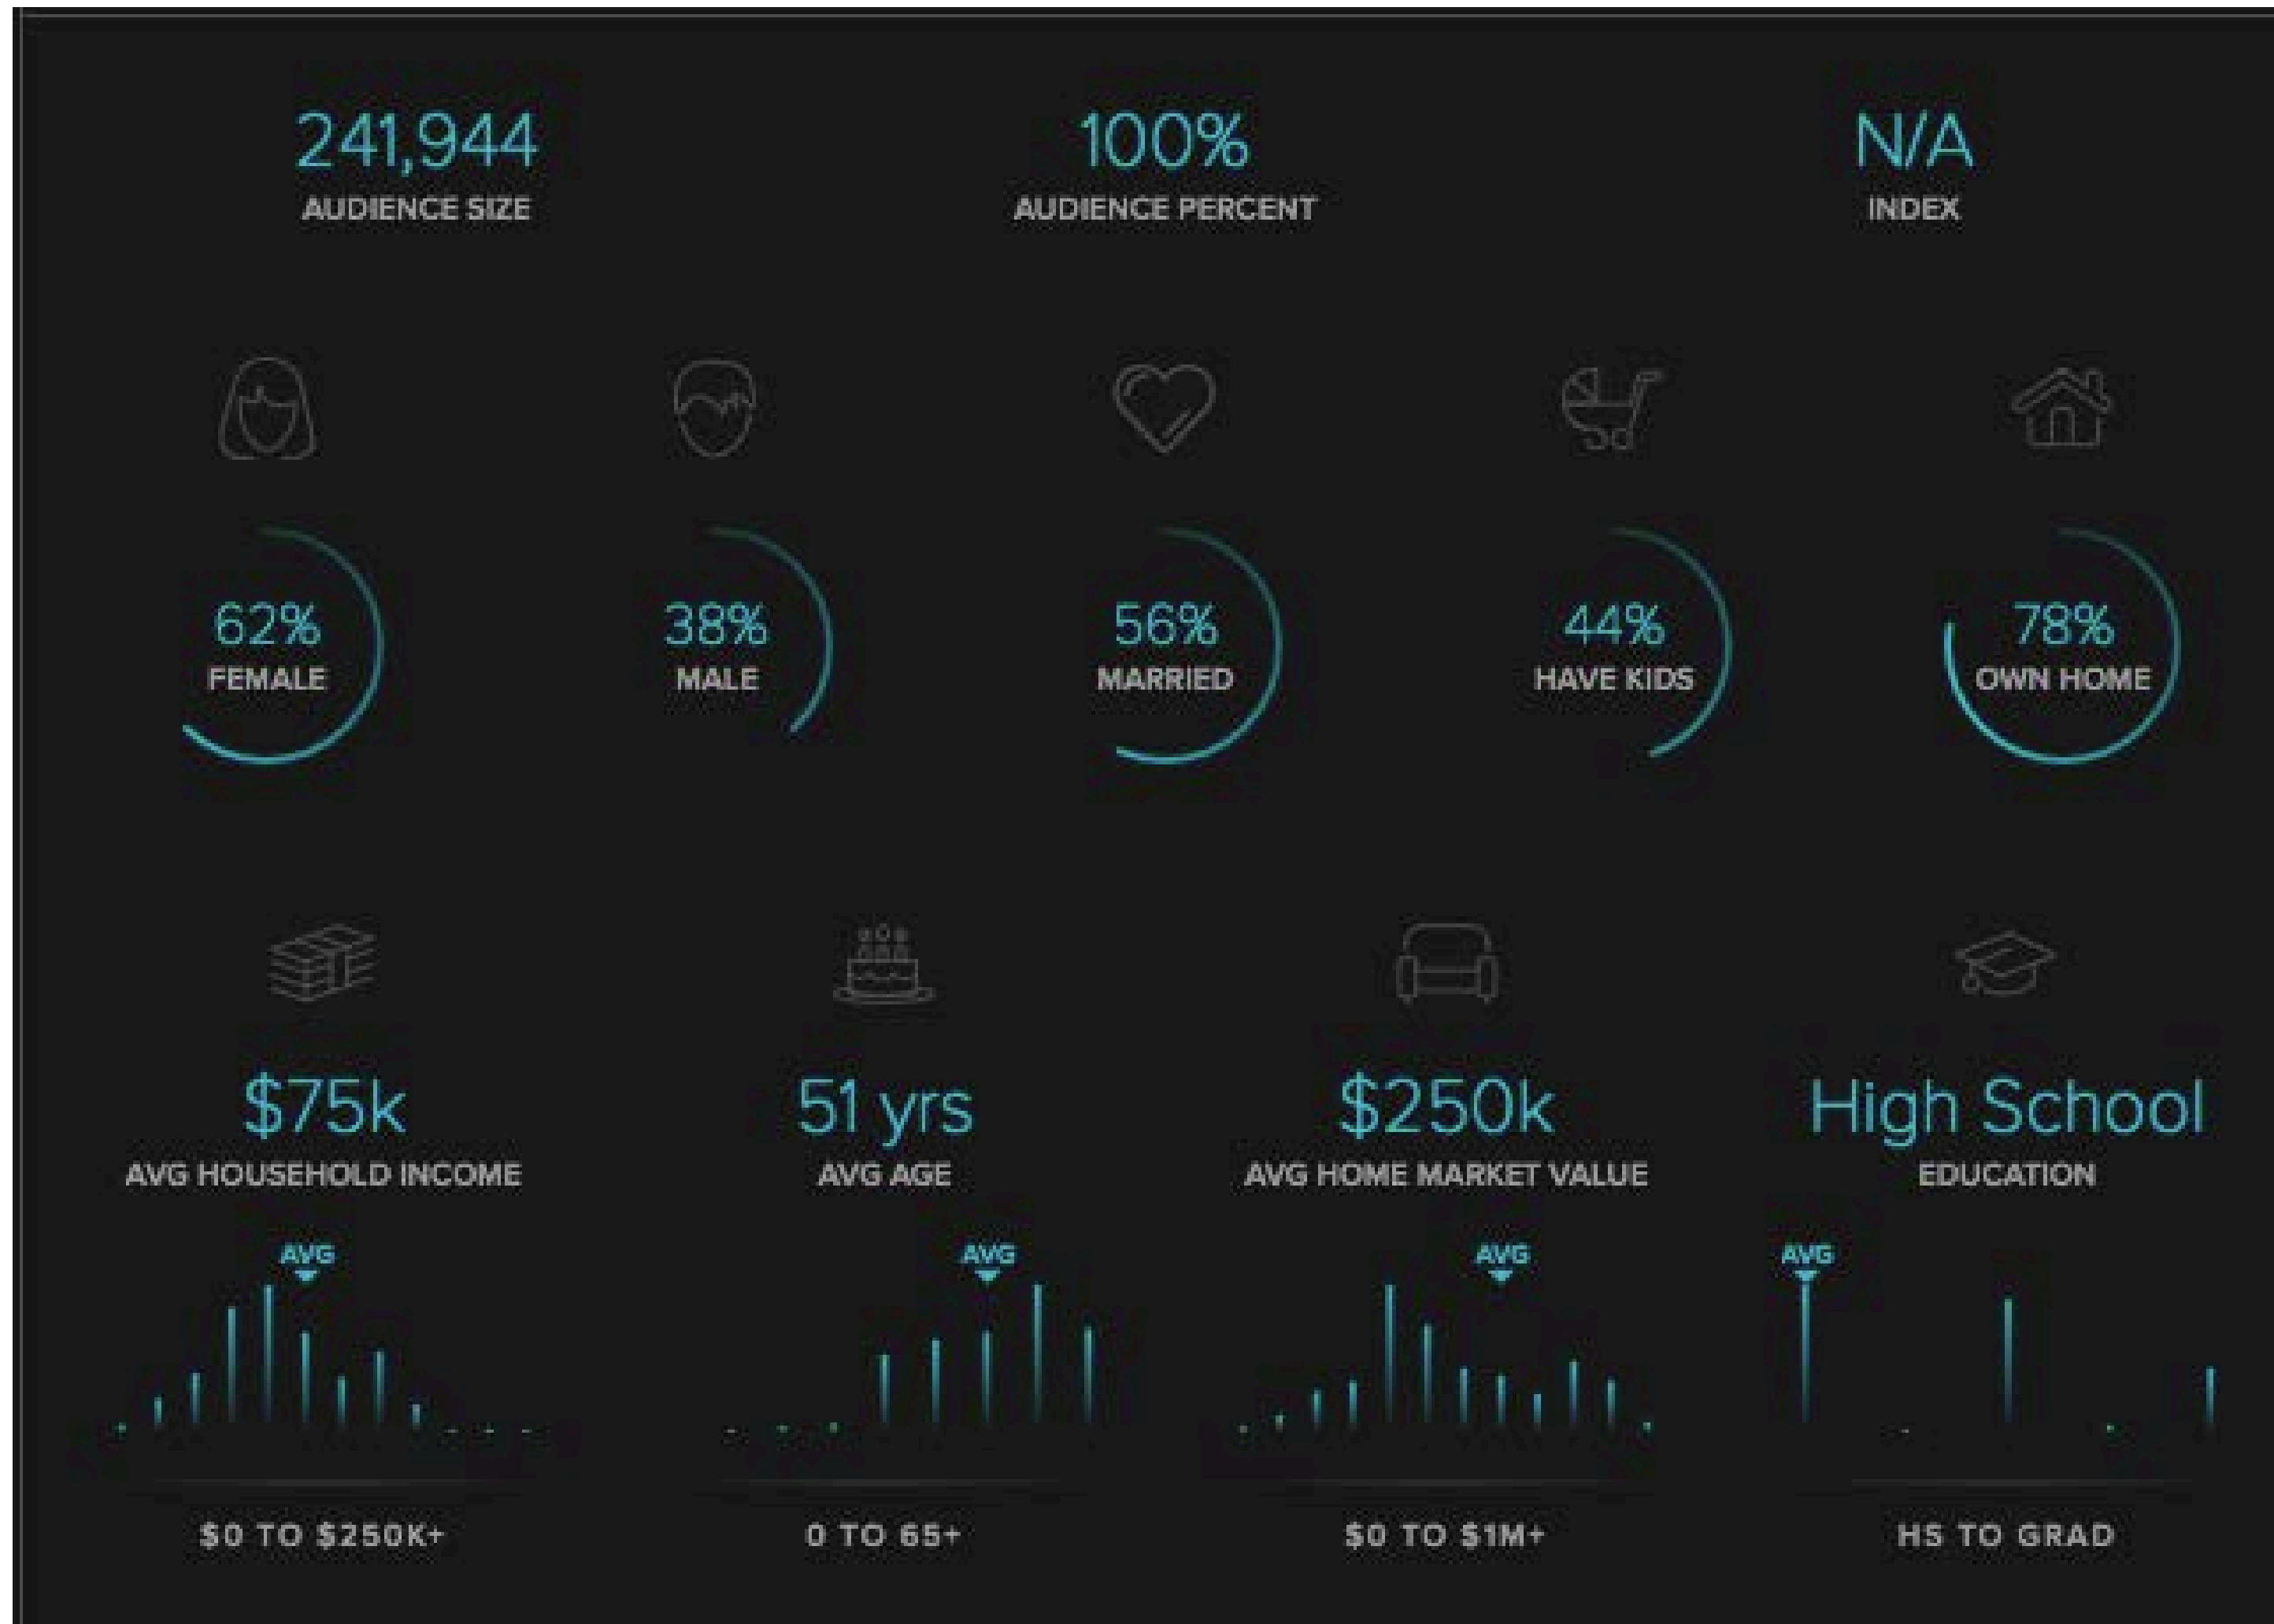 241,944
AUDIENCE SIZE
100%
AUDIENCE PERCENT
N/A
INDEX
62%
FEMALE
38%
MALE
56%
MARRIED
44%
HAVE KIDS
78%
OWN HOME
$75k
AVG HOUSEHOLD INCOME
AVG
$0 TO $250K+
51 yrs
AVG AGE
AVG
0 TO 65+
$250k
AVG HOME MARKET VALUE
AVG
$0 TO $1M+
High School
EDUCATION
AVG
HS TO GRAD